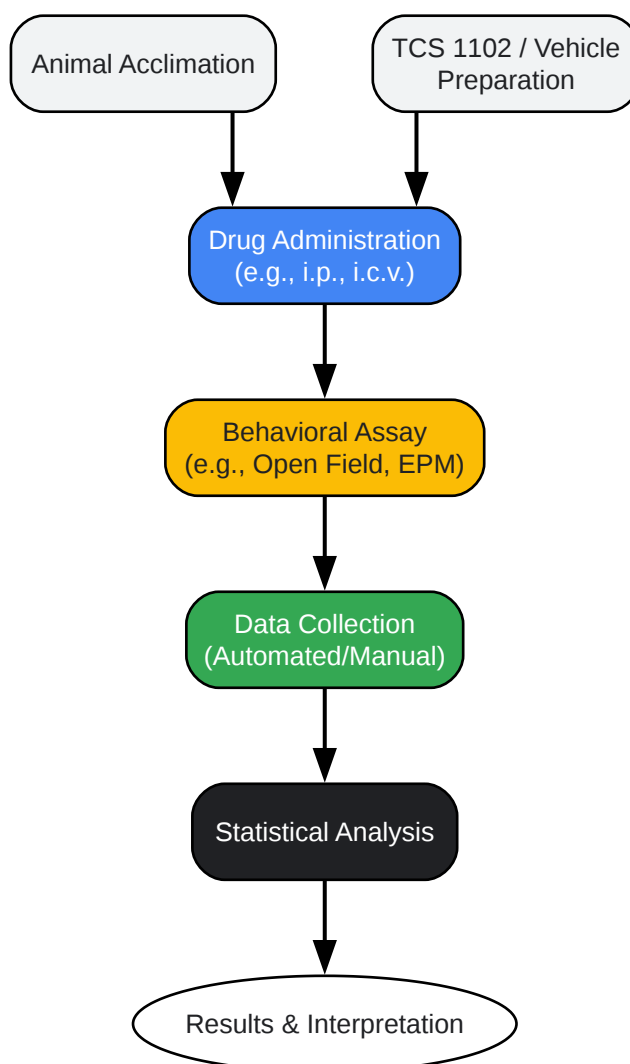 Animal Acclimation
TCS 1102 / Vehicle
Preparation
Drug Administration
(e.g., i.p., i.c.v.)
Behavioral Assay
(e.g., Open Field, EPM)
Data Collection
(Automated/Manual)
Statistical Analysis
Results & Interpretation